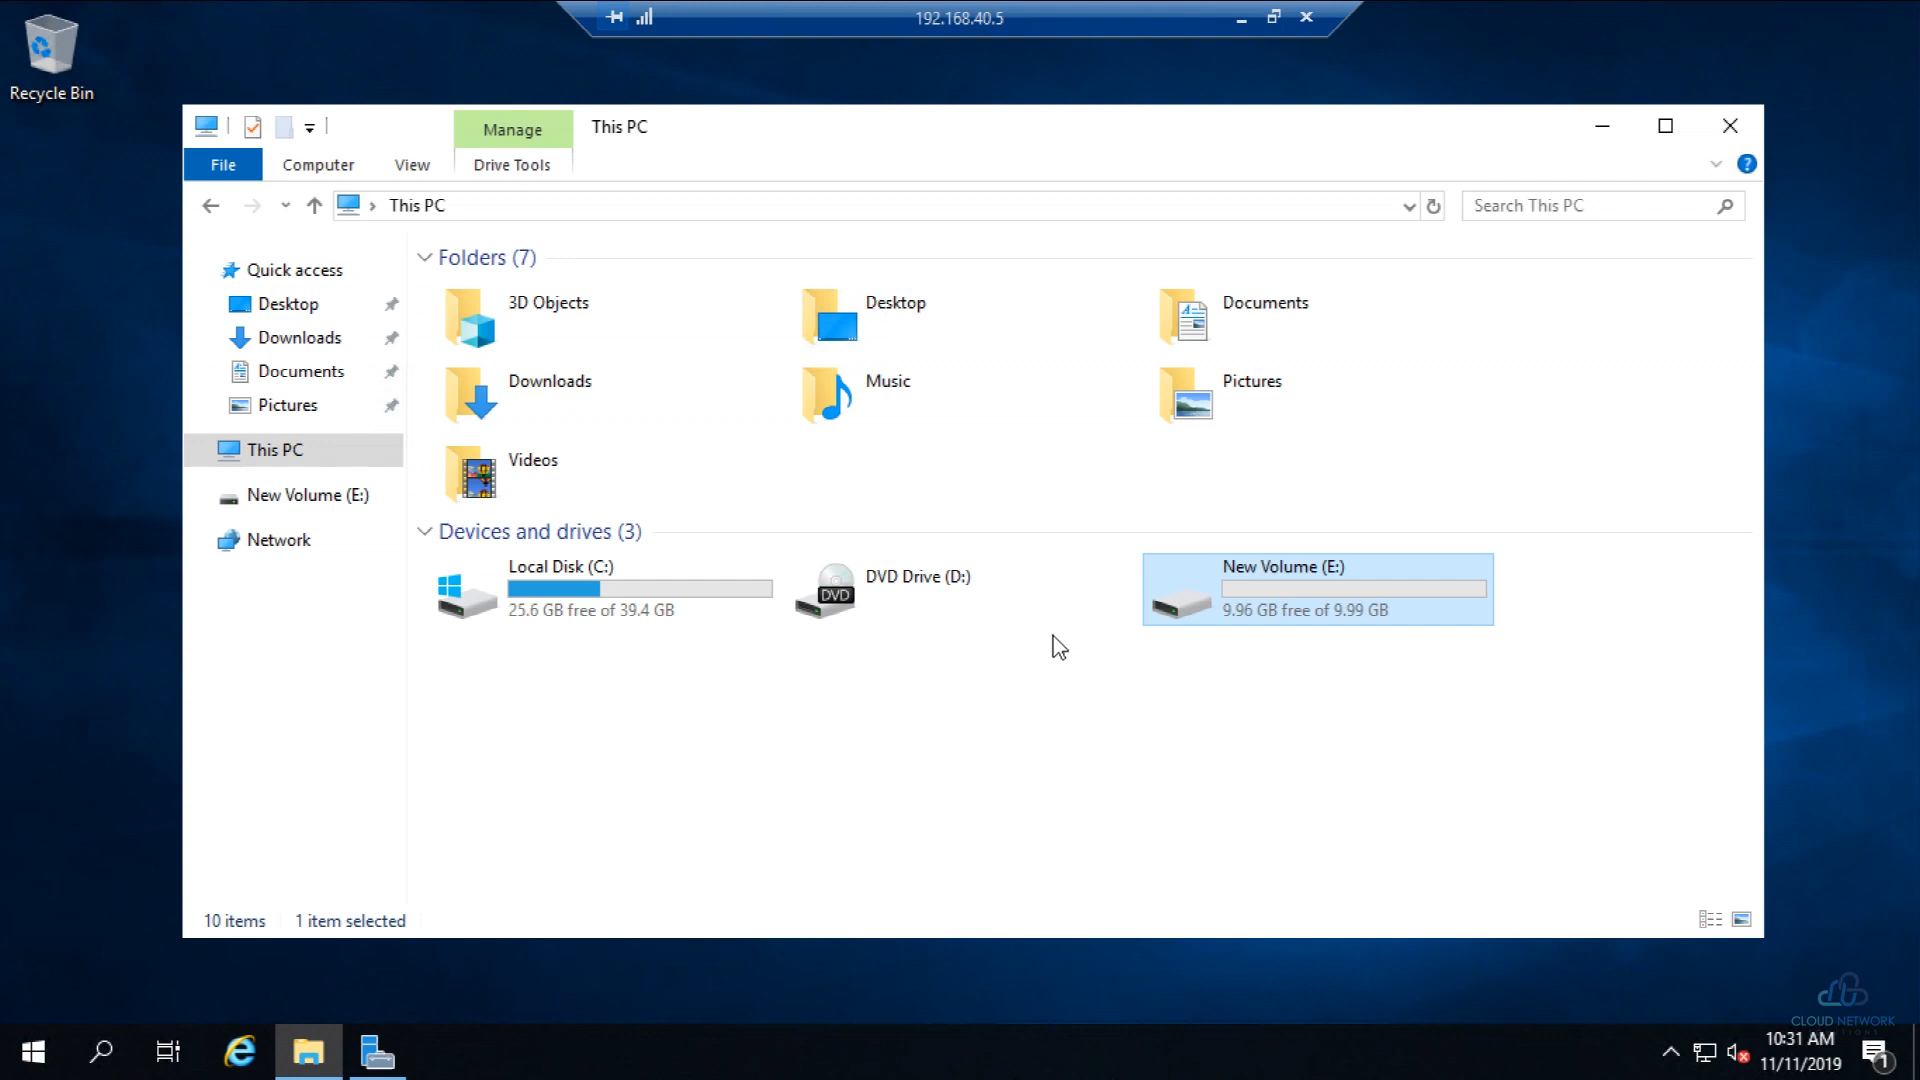 192.168.40.5
Recycle Bin
Manage
This PC
File
Computer
View
Drive Tools
This PC
Search This PC
Quick access
Desktop
Downloads
Documents
Pictures
This PC
New Volume (E:)
Network
Folders (7)
3D Objects
Desktop
Documents
Downloads
Music
Pictures
Videos
Devices and drives (3)
Local Disk (C:)
25.6 GB free of 39.4 GB
DVD
DVD Drive (D:)
New Volume (E:)
9.96 GB free of 9.99 GB
10 items
1 item selected
CLOUD NETWORK
10:31 AM
11/11/2019
1